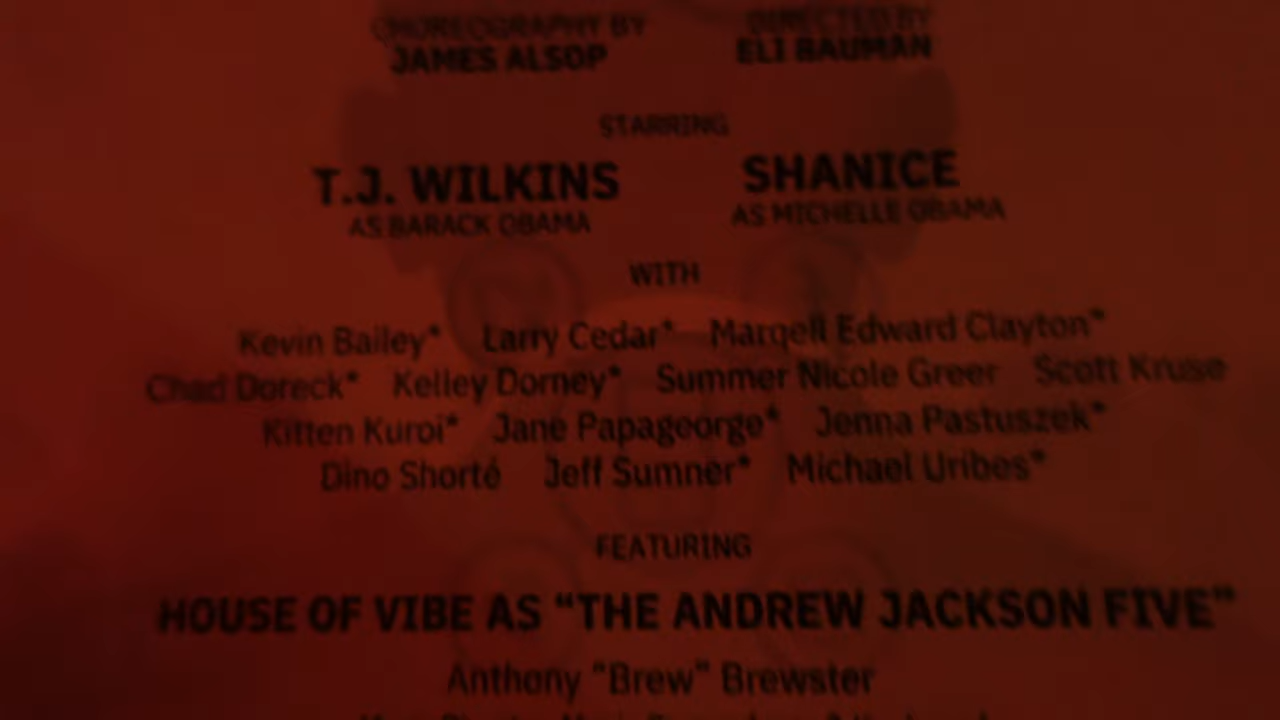 CHOREOGRAPHY BY DIRECTED BY
JAMES ALSOP ELI BAUMAN
STARRING
T.J. WILKINS SHANICE
AS BARACK OBAMA AS MICHELLE OBAMA
WITH
Kevin Bailey* Larry Cedar* Marqell Edward Clayton*
Chad Doreck* Kelley Dorney* Summer Nicole Greer Scott Kruse
Kitten Kuroi* Jane Papageorge* Jenna Pastuszek*
Dino Shorté Jeff Sumner* Michael Uribes*
FEATURING
HOUSE OF VIBE AS “THE ANDREW JACKSON FIVE”
Anthony “Brew” Brewster